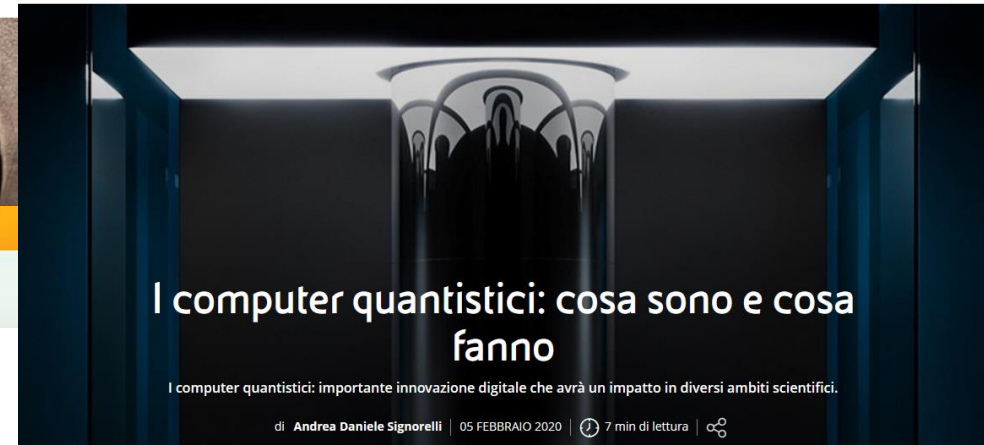 I computer quantistici: cosa sono e cosa
fanno
I computer quantistici: importante innovazione digitale che avrà un impatto in diversi ambiti scientifici.
di Andrea Daniele Signorelli | 05 FEBBRAIO 2020 | 7 min di lettura |